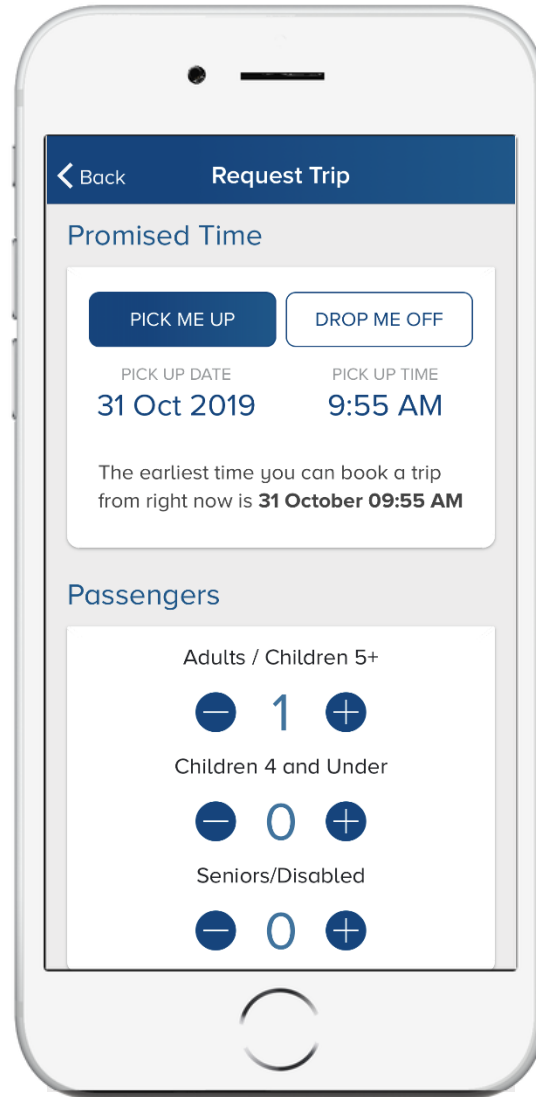 Back
Request Trip
Promised Time
PICK ME UP
DROP ME OFF
PICK UP DATE
PICK UP TIME
31 Oct 2019
9:55 AM
The earliest time you can book a trip
from right now is 31 October 09:55 AM
Passengers
Adults / Children 5+
1
Children 4 and Under
0
Seniors/Disabled
0